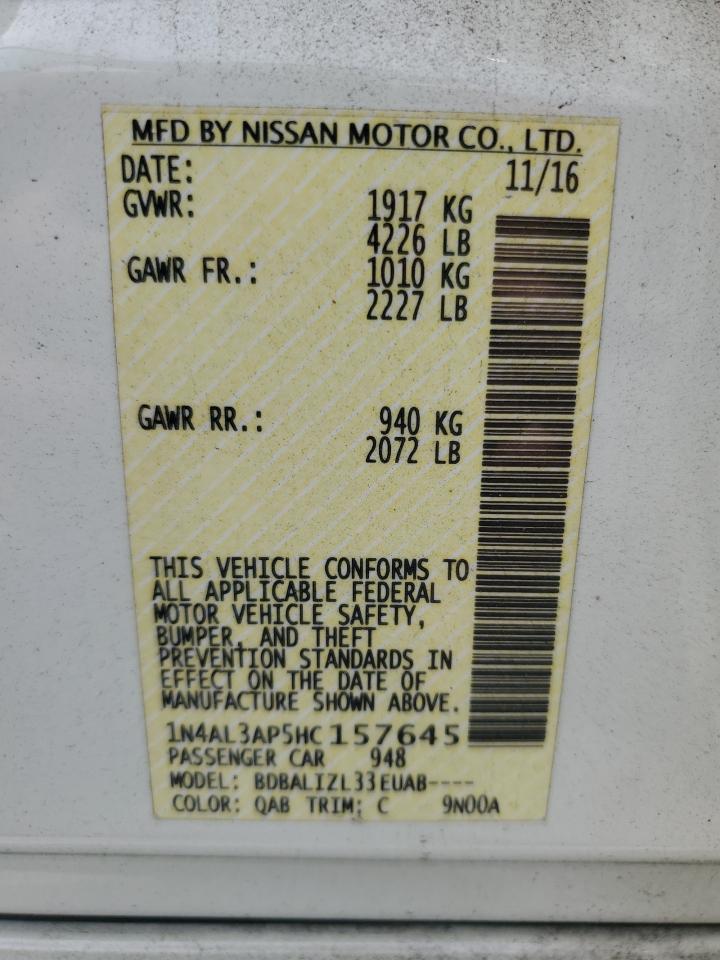 MFD BY NISSAN MOTOR CO., LTD.
DATE: 11/16
GVWR: 1917 KG
4226 LB
GAWR FR.: 1010 KG
2227 LB
GAWR RR.: 940 KG
2072 LB
THIS VEHICLE CONFORMS TO
ALL APPLICABLE FEDERAL
MOTOR VEHICLE SAFETY,
BUMPER, AND THEFT
PREVENTION STANDARDS IN
EFFECT ON THE DATE OF
MANUFACTURE SHOWN ABOVE.
1N4AL3AP5HC157645
PASSENGER CAR 948
MODEL: BDBALIZL33EUAB----
COLOR: QAB TRIM: C 9N00A